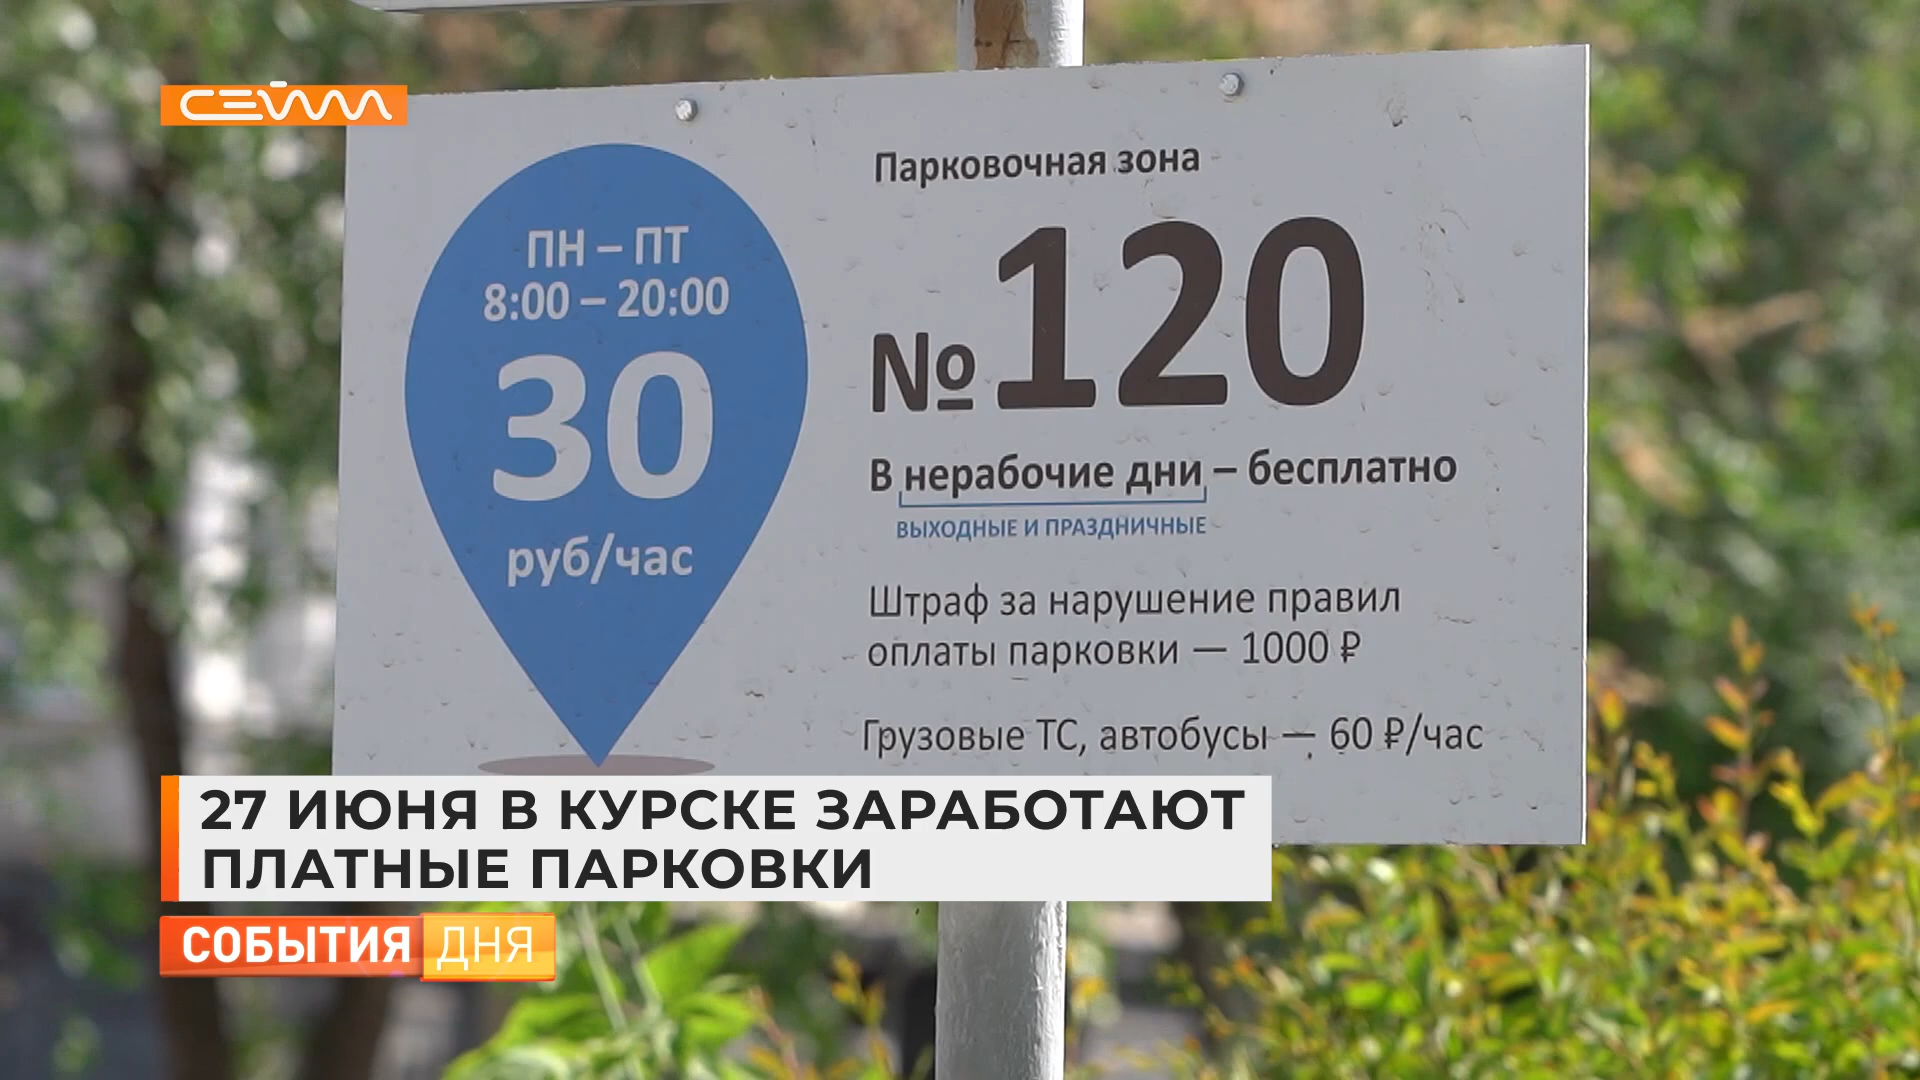 СЕЙМ
ПН – ПТ
8:00 – 20:00
30
руб/час
Парковочная зона
№120
В нерабочие дни – бесплатно
ВЫХОДНЫЕ И ПРАЗДНИЧНЫЕ
Штраф за нарушение правил
оплаты парковки — 1000 ₽
Грузовые ТС, автобусы — 60 ₽/час
27 ИЮНЯ В КУРСКЕ ЗАРАБОТАЮТ
ПЛАТНЫЕ ПАРКОВКИ
СОБЫТИЯ ДНЯ